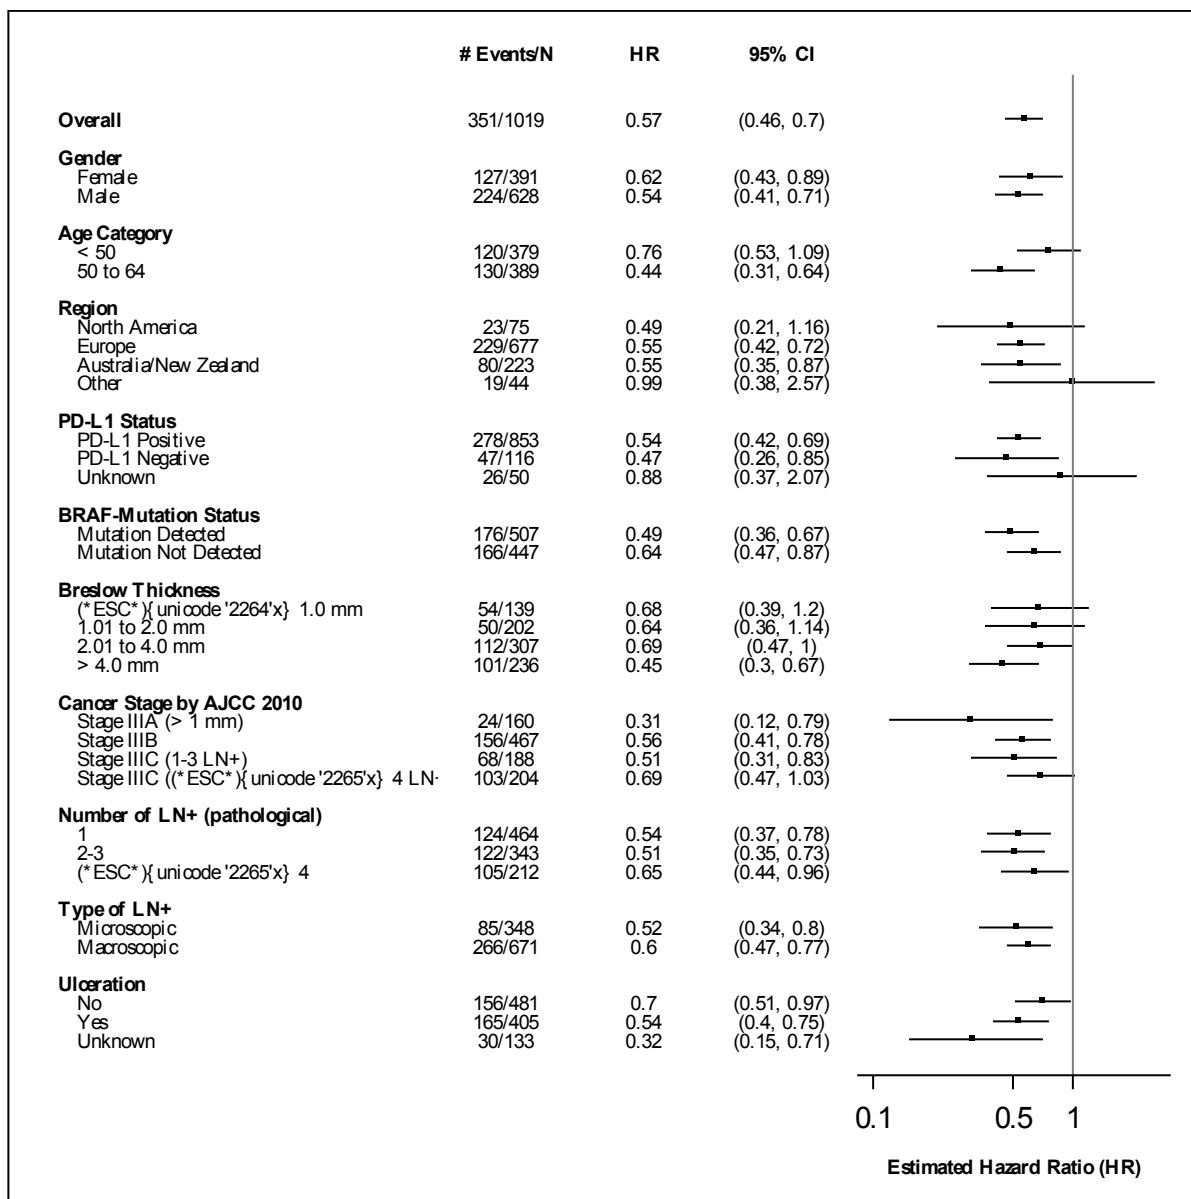 # Events/N HR 95% CI
Overall 351/1019 0.57 (0.46, 0.7)
Gender
Female 127/391 0.62 (0.43, 0.89)
Male 224/628 0.54 (0.41, 0.71)
Age Category
< 50 120/379 0.76 (0.53, 1.09)
50 to 64 130/389 0.44 (0.31, 0.64)
Region
North America 23/75 0.49 (0.21, 1.16)
Europe 229/677 0.55 (0.42, 0.72)
Australia/New Zealand 80/223 0.55 (0.35, 0.87)
Other 19/44 0.99 (0.38, 2.57)
PD-L1 Status
PD-L1 Positive 278/853 0.54 (0.42, 0.69)
PD-L1 Negative 47/116 0.47 (0.26, 0.85)
Unknown 26/50 0.88 (0.37, 2.07)
BRAF-Mutation Status
Mutation Detected 176/507 0.49 (0.36, 0.67)
Mutation Not Detected 166/447 0.64 (0.47, 0.87)
Breslow Thickness
(*ESC*){unicode '2264'x} 1.0 mm 54/139 0.68 (0.39, 1.2)
1.01 to 2.0 mm 50/202 0.64 (0.36, 1.14)
2.01 to 4.0 mm 112/307 0.69 (0.47, 1)
> 4.0 mm 101/236 0.45 (0.3, 0.67)
Cancer Stage by AJCC 2010
Stage IIIA (> 1 mm) 24/160 0.31 (0.12, 0.79)
Stage IIIB 156/467 0.56 (0.41, 0.78)
Stage IIIC (1-3 LN+) 68/188 0.51 (0.31, 0.83)
Stage IIIC ((*ESC*){unicode '2265'x} 4 LN- 103/204 0.69 (0.47, 1.03)
Number of LN+ (pathological)
1 124/464 0.54 (0.37, 0.78)
2-3 122/343 0.51 (0.35, 0.73)
(*ESC*){unicode '2265'x} 4 105/212 0.65 (0.44, 0.96)
Type of LN+
Microscopic 85/348 0.52 (0.34, 0.8)
Macroscopic 266/671 0.6 (0.47, 0.77)
Ulceration
No 156/481 0.7 (0.51, 0.97)
Yes 165/405 0.54 (0.4, 0.75)
Unknown 30/133 0.32 (0.15, 0.71)
0.1 0.5 1
Estimated Hazard Ratio (HR)